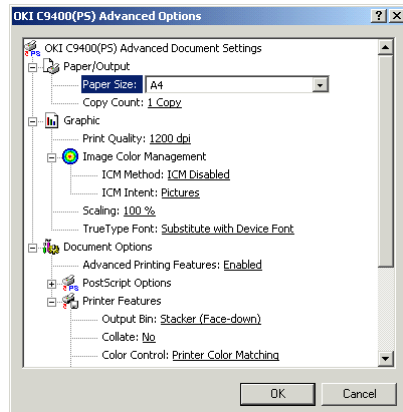 OKI C9400(PS) Advanced Options
OKI C9400(PS) Advanced Document Settings
Paper/Output
Paper Size: A4
Copy Count: 1 Copy
Graphic
Print Quality: 1200 dpi
Image Color Management
ICM Method: ICM Disabled
ICM Intent: Pictures
Scaling: 100 %
TrueType Font: Substitute with Device Font
Document Options
Advanced Printing Features: Enabled
PostScript Options
Printer Features
Output Bin: Stacker (Face-down)
Collate: No
Color Control: Printer Color Matching
OK Cancel